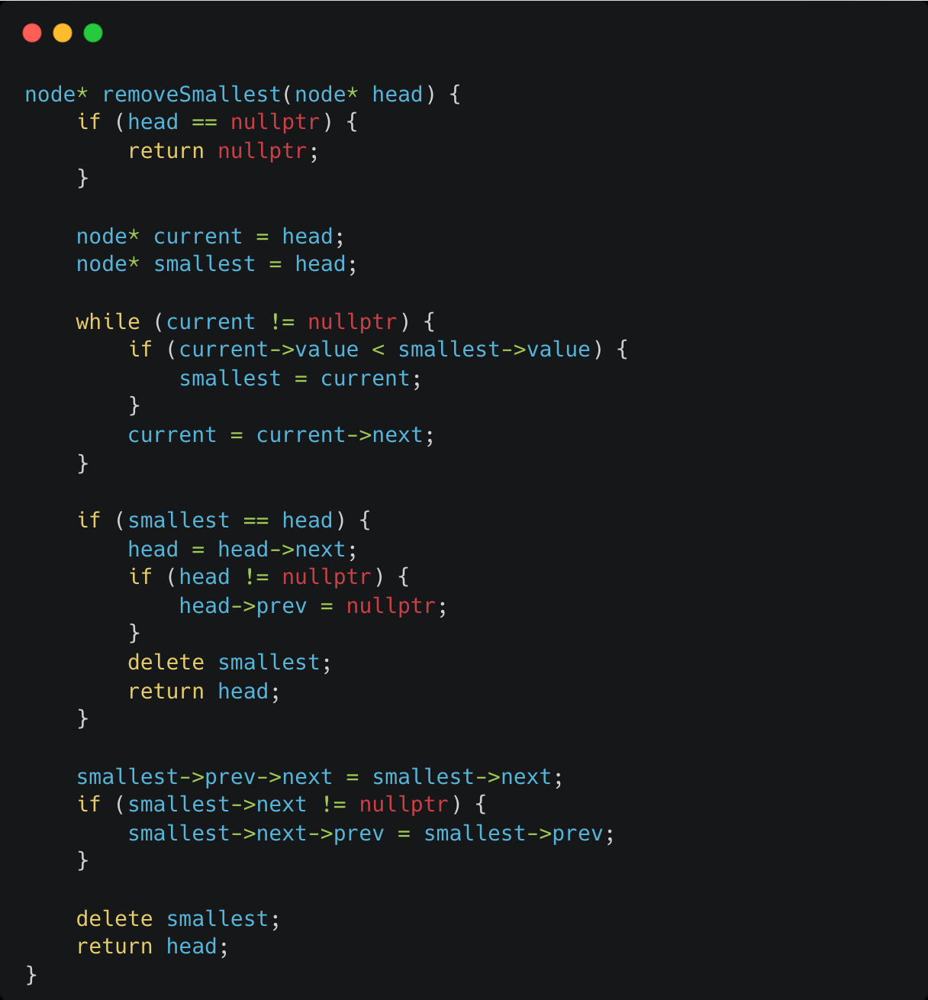 node* removeSmallest(node* head) {
    if (head == nullptr) {
        return nullptr;
    }

    node* current = head;
    node* smallest = head;

    while (current != nullptr) {
        if (current->value < smallest->value) {
            smallest = current;
        }
        current = current->next;
    }

    if (smallest == head) {
        head = head->next;
        if (head != nullptr) {
            head->prev = nullptr;
        }
        delete smallest;
        return head;
    }

    smallest->prev->next = smallest->next;
    if (smallest->next != nullptr) {
        smallest->next->prev = smallest->prev;
    }

    delete smallest;
    return head;
}